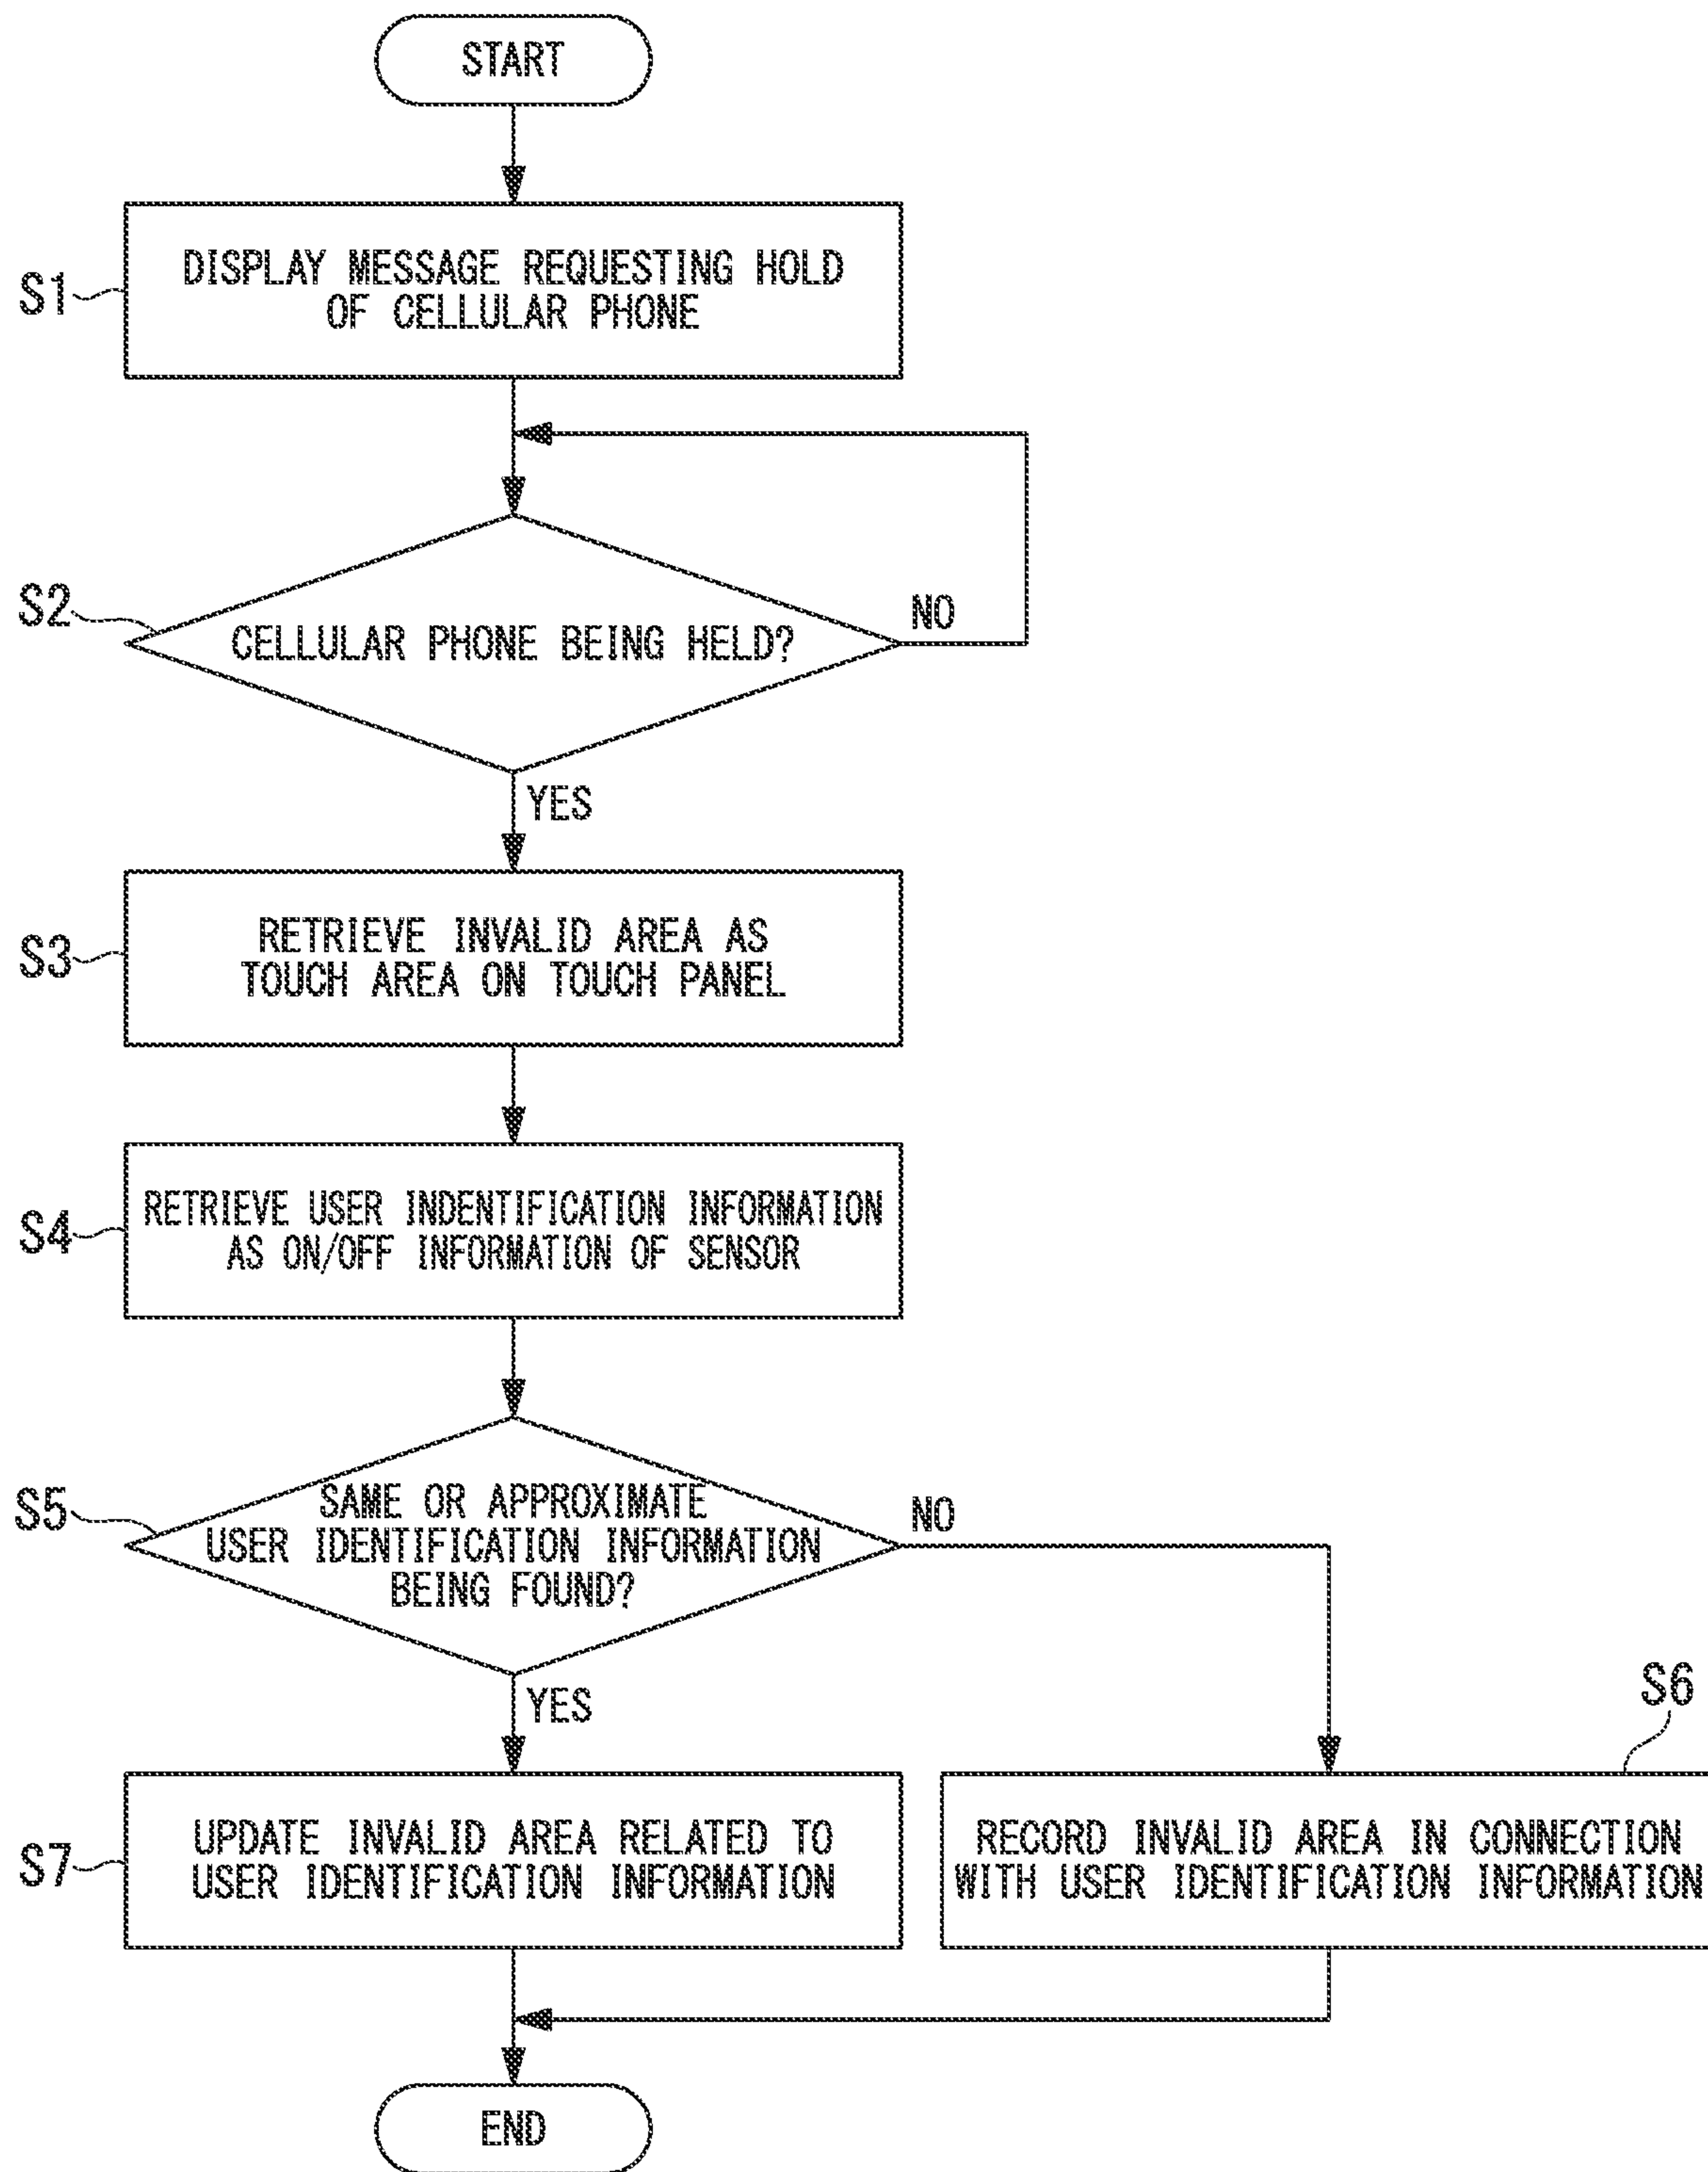 START
S1
DISPLAY MESSAGE REQUESTING HOLD
OF CELLULAR PHONE
S2
CELLULAR PHONE BEING HELD?
NO
YES
S3
RETRIEVE INVALID AREA AS
TOUCH AREA ON TOUCH PANEL
S4
RETRIEVE USER INDENTIFICATION INFORMATION
AS ON/OFF INFORMATION OF SENSOR
S5
SAME OR APPROXIMATE
USER IDENTIFICATION INFORMATION
BEING FOUND?
NO
YES
S6
S7
UPDATE INVALID AREA RELATED TO
USER IDENTIFICATION INFORMATION
RECORD INVALID AREA IN CONNECTION
WITH USER IDENTIFICATION INFORMATION
END